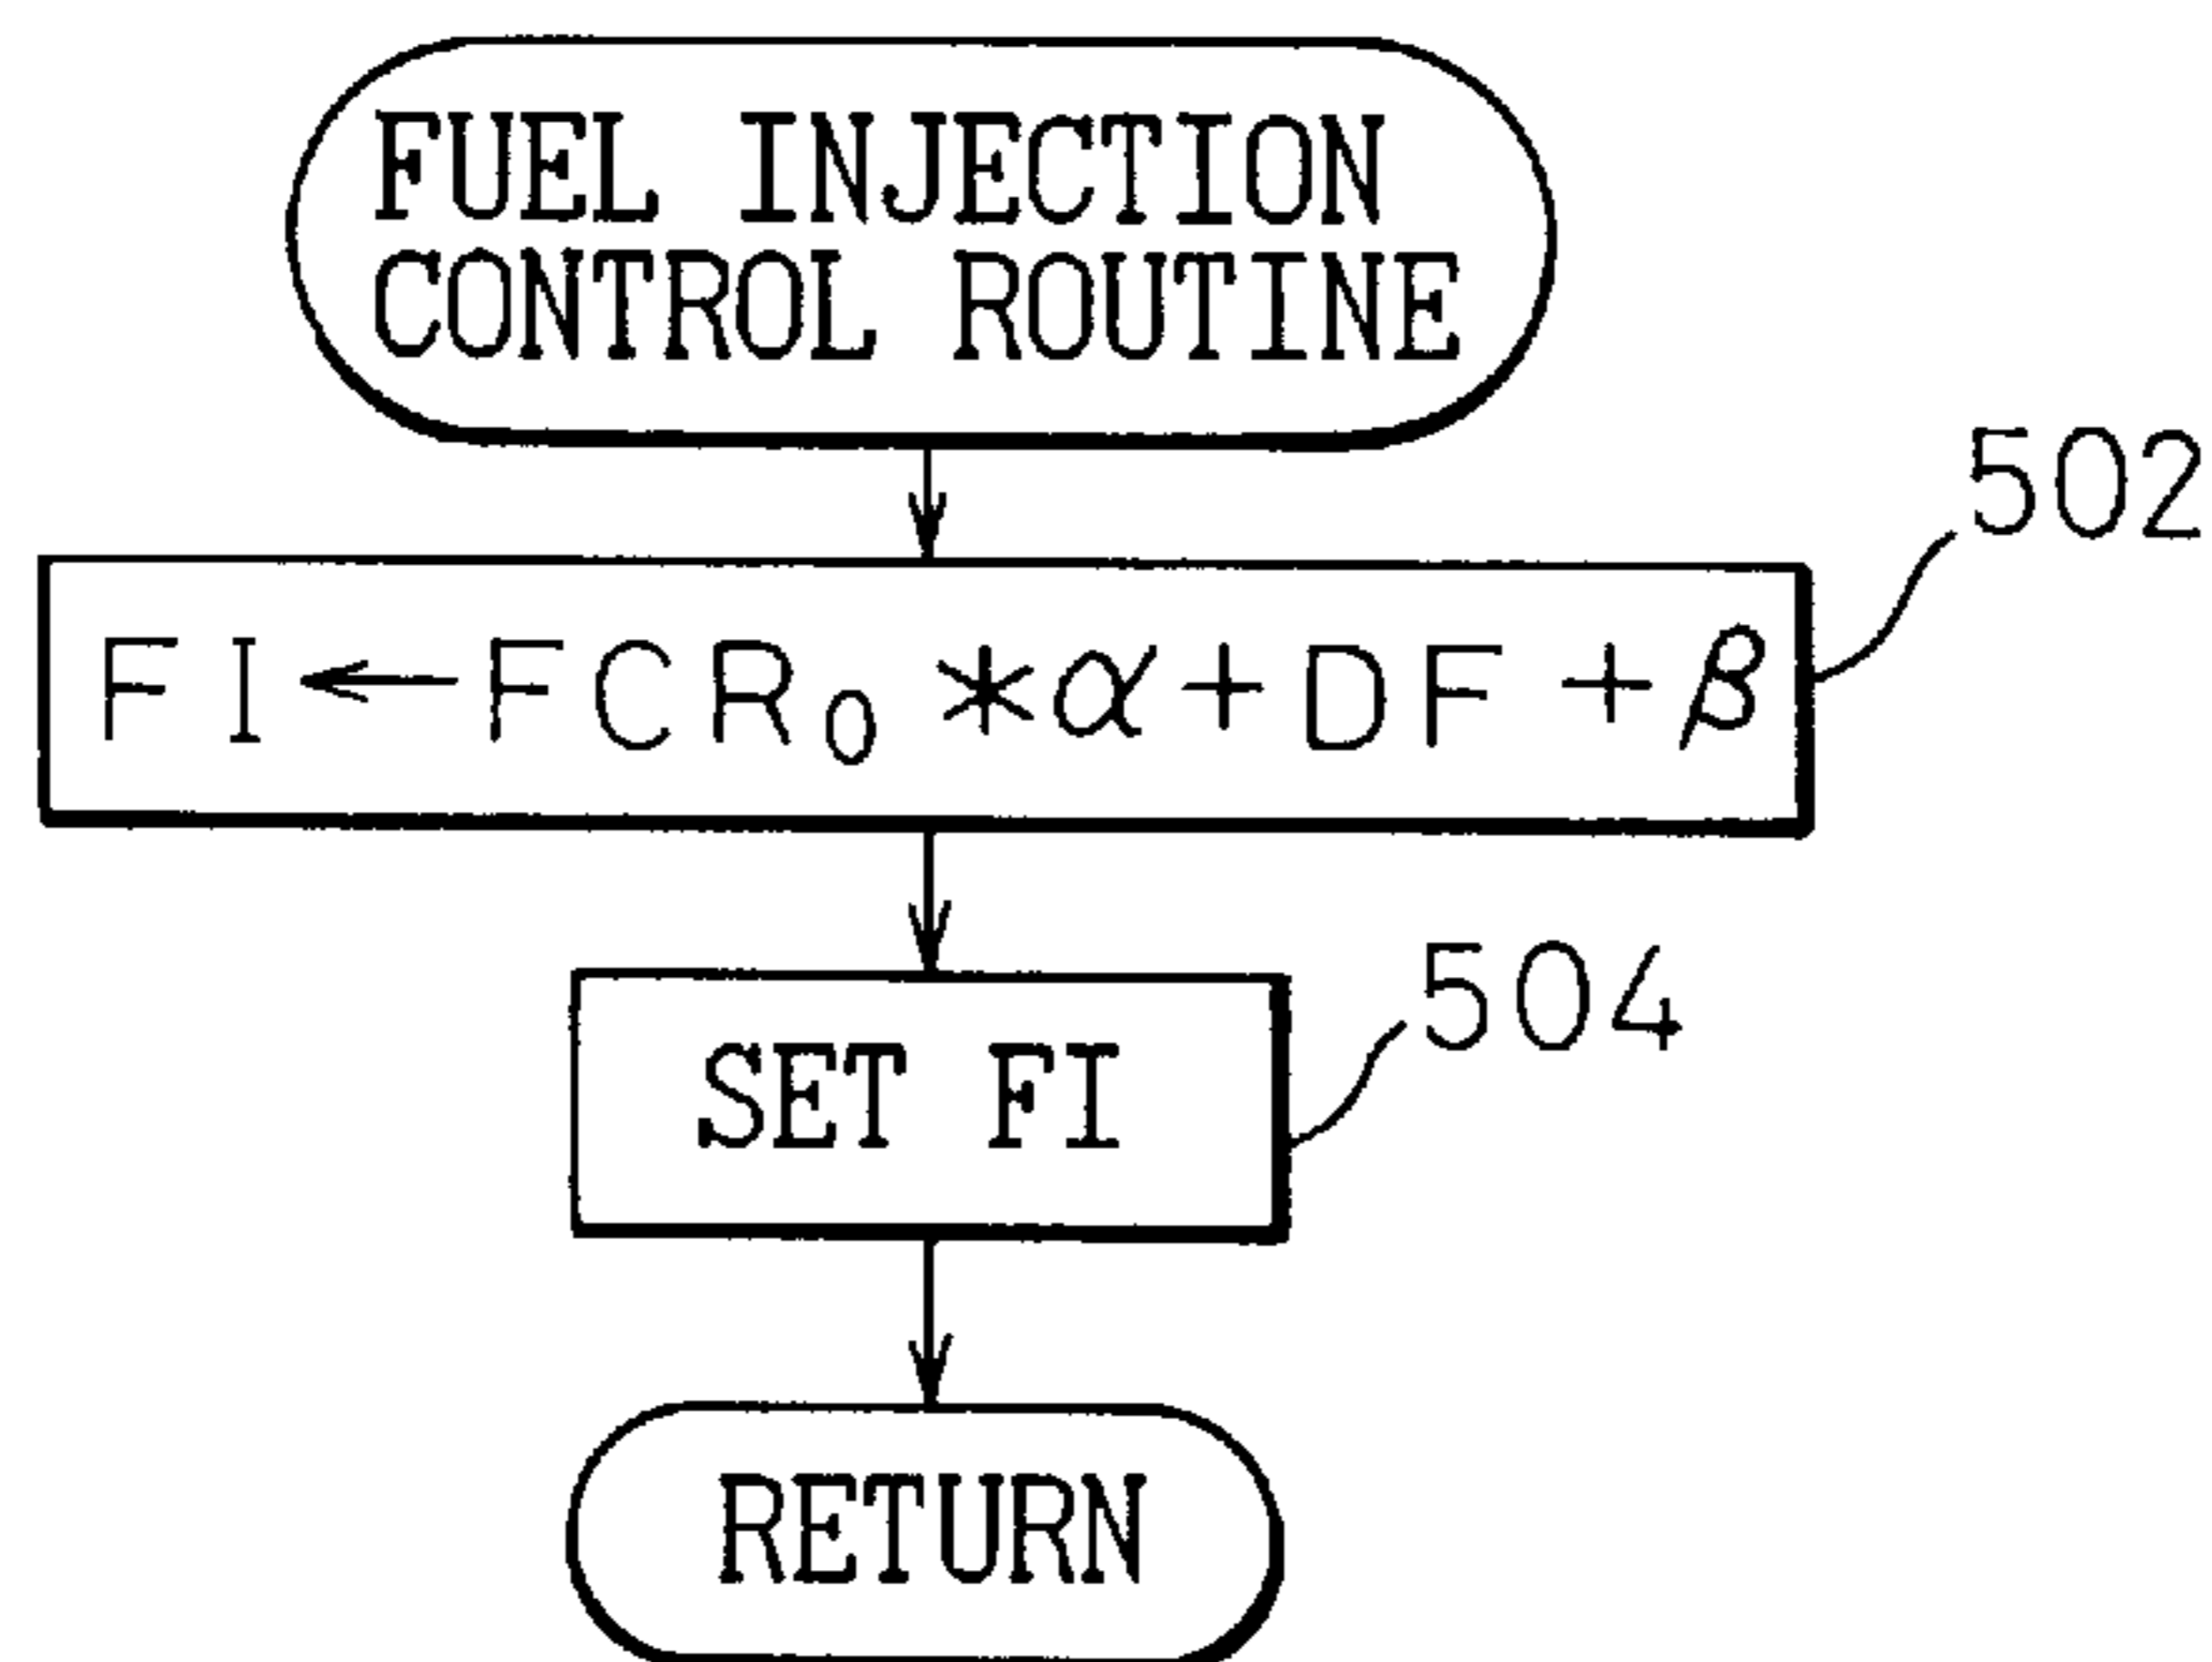 FUEL INJECTION
CONTROL ROUTINE
502
FI←FCR₀*α+DF+β
504
SET FI
RETURN